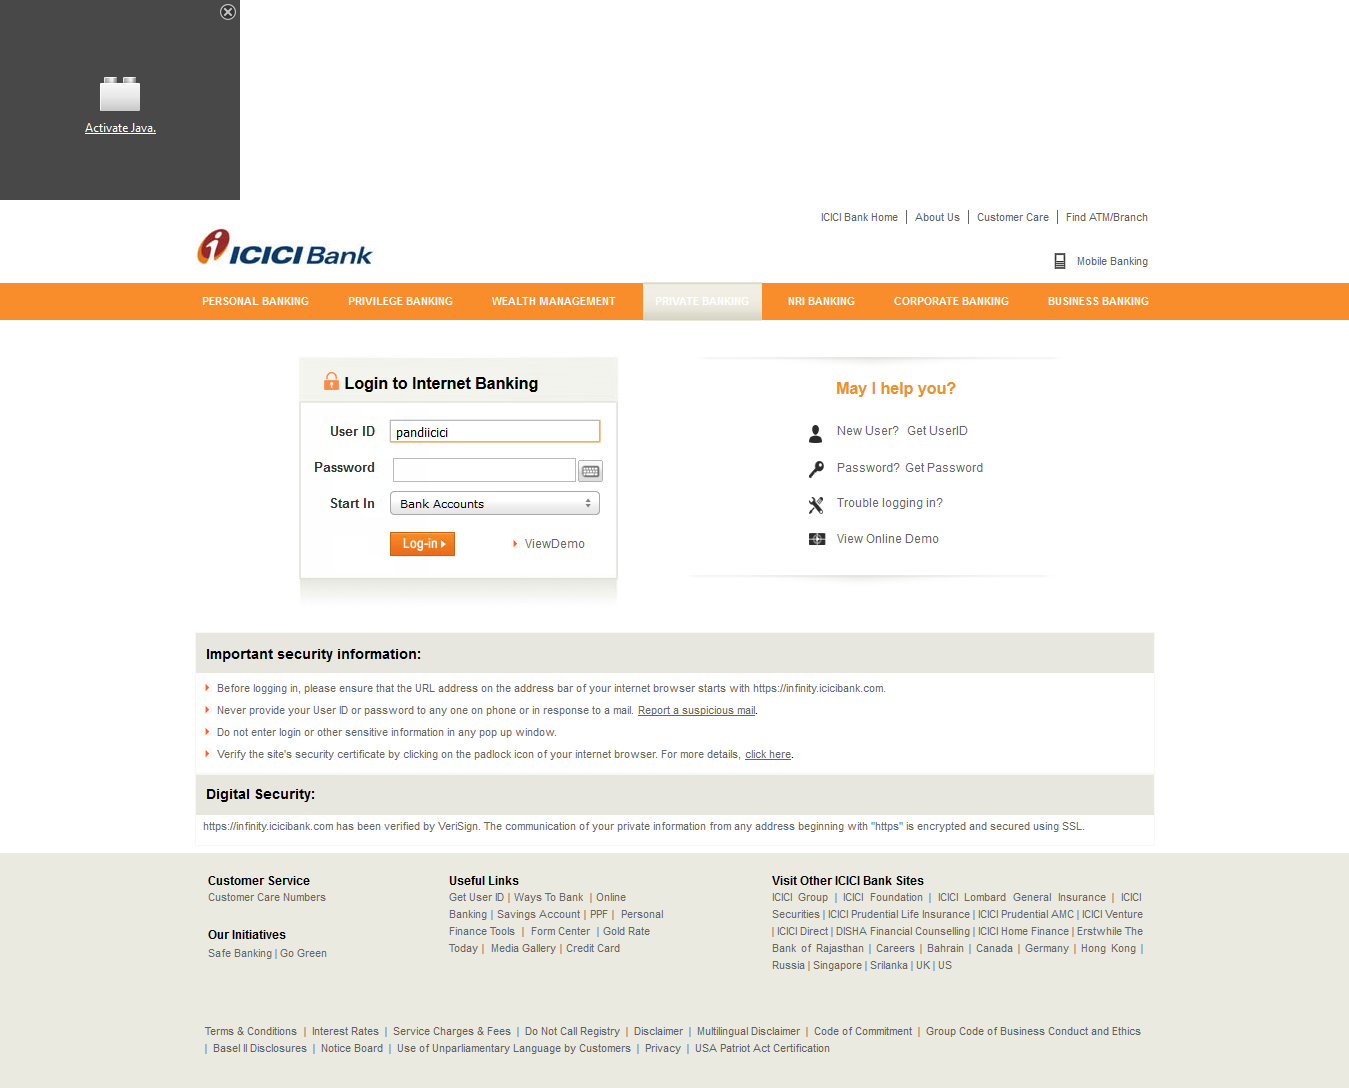 Activate Java.
ICICI Bank Home | About Us | Customer Care | Find ATM/Branch
ICICI Bank
Mobile Banking
PERSONAL BANKING PRIVILEGE BANKING WEALTH MANAGEMENT PRIVATE BANKING NRI BANKING CORPORATE BANKING BUSINESS BANKING
Login to Internet Banking
User ID pandiicici
Password
Start In Bank Accounts
Log-in ViewDemo
May I help you?
New User? Get UserID
Password? Get Password
Trouble logging in?
View Online Demo
Important security information:
Before logging in, please ensure that the URL address on the address bar of your internet browser starts with https://infinity.icicibank.com.
Never provide your User ID or password to any one on phone or in response to a mail. Report a suspicious mail.
Do not enter login or other sensitive information in any pop up window.
Verify the site's security certificate by clicking on the padlock icon of your internet browser. For more details, click here.
Digital Security:
https://infinity.icicibank.com has been verified by VeriSign. The communication of your private information from any address beginning with "https" is encrypted and secured using SSL.
Customer Service
Customer Care Numbers
Our Initiatives
Safe Banking | Go Green
Useful Links
Get User ID | Ways To Bank | Online
Banking | Savings Account | PPF | Personal
Finance Tools | Form Center | Gold Rate
Today | Media Gallery | Credit Card
Visit Other ICICI Bank Sites
ICICI Group | ICICI Foundation | ICICI Lombard General Insurance | ICICI
Securities | ICICI Prudential Life Insurance | ICICI Prudential AMC | ICICI Venture
| ICICI Direct | DISHA Financial Counselling | ICICI Home Finance | Erstwhile The
Bank of Rajasthan | Careers | Bahrain | Canada | Germany | Hong Kong |
Russia | Singapore | Srilanka | UK | US
Terms & Conditions | Interest Rates | Service Charges & Fees | Do Not Call Registry | Disclaimer | Multilingual Disclaimer | Code of Commitment | Group Code of Business Conduct and Ethics
| Basel II Disclosures | Notice Board | Use of Unparliamentary Language by Customers | Privacy | USA Patriot Act Certification